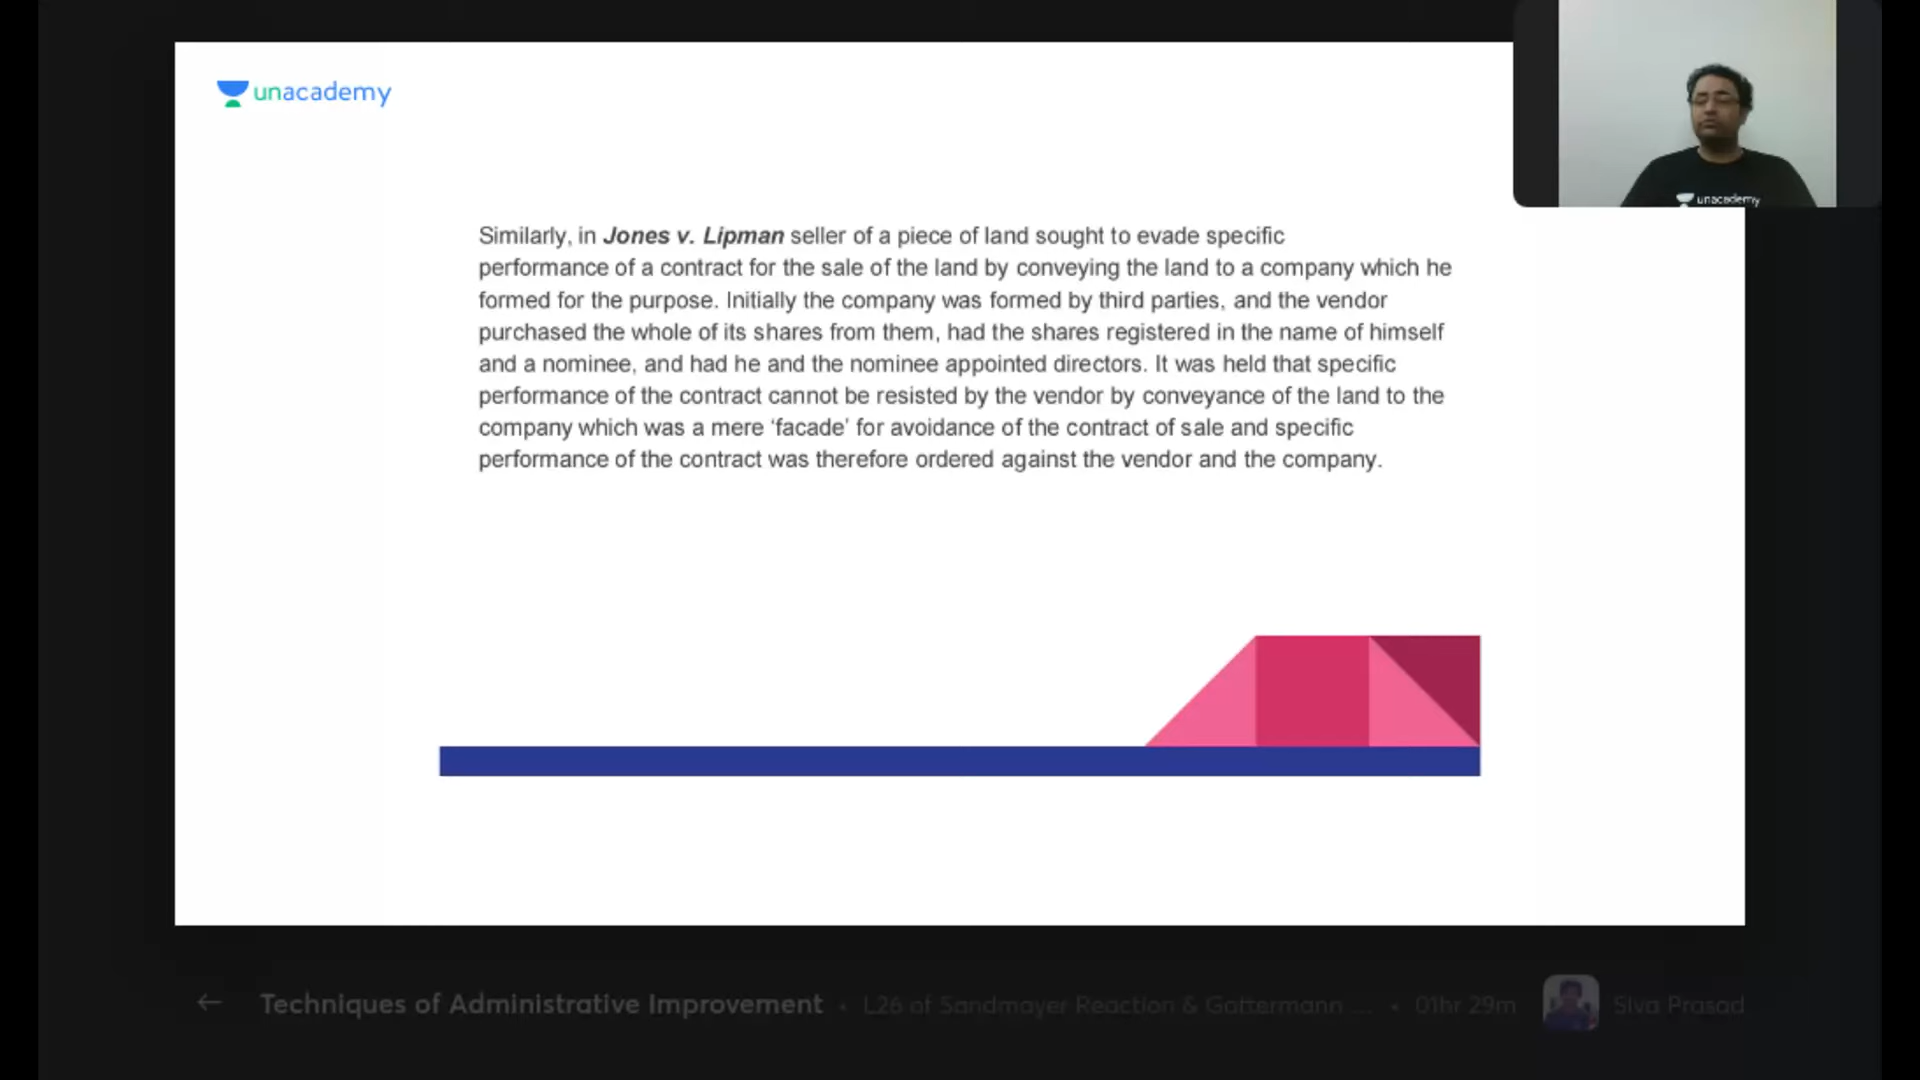 unacademy
unacademy
Similarly, in Jones v. Lipman seller of a piece of land sought to evade specific
performance of a contract for the sale of the land by conveying the land to a company which he
formed for the purpose. Initially the company was formed by third parties, and the vendor
purchased the whole of its shares from them, had the shares registered in the name of himself
and a nominee, and had he and the nominee appointed directors. It was held that specific
performance of the contract cannot be resisted by the vendor by conveyance of the land to the
company which was a mere ‘facade’ for avoidance of the contract of sale and specific
performance of the contract was therefore ordered against the vendor and the company.
Techniques of Administrative Improvement • L26 of Sandmayer Reaction & Gattermann ... • 01hr 29m Siva Prasad